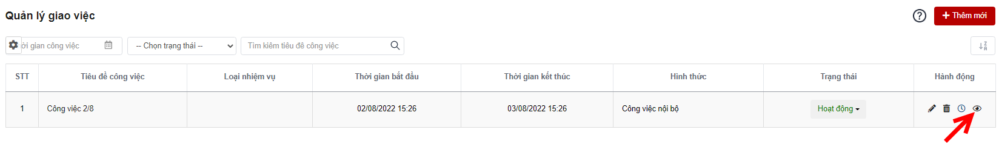 Quản lý giao việc
Thêm mới
ời gian công việc
-- Chọn trạng thái --
Tìm kiếm tiêu đề công việc
STT Tiêu đề công việc Loại nhiệm vụ Thời gian bắt đầu Thời gian kết thúc Hình thức Trạng thái Hành động
1 Công việc 2/8 02/08/2022 15:26 03/08/2022 15:26 Công việc nội bộ Hoạt động